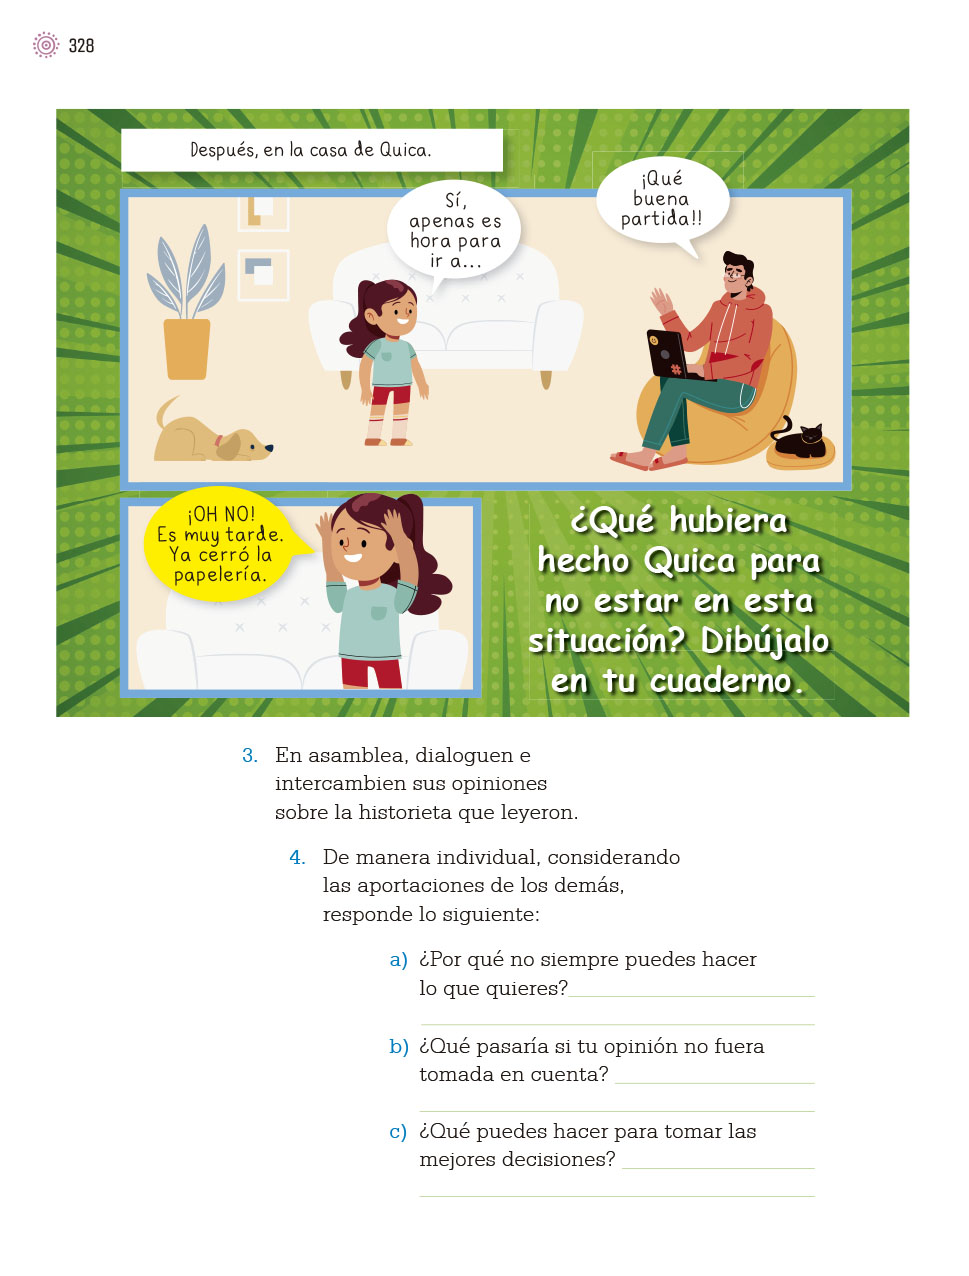 328
Después, en la casa de Quica.
Sí,
apenas es
hora para
ir a...
¡Qué
buena
partida!!
¡OH NO!
Es muy tarde.
Ya cerró la
papelería.
¿Qué hubiera
hecho Quica para
no estar en esta
situación? Dibújalo
en tu cuaderno.
3. En asamblea, dialoguen e
intercambien sus opiniones
sobre la historieta que leyeron.
4. De manera individual, considerando
las aportaciones de los demás,
responde lo siguiente:
a) ¿Por qué no siempre puedes hacer
lo que quieres?
b) ¿Qué pasaría si tu opinión no fuera
tomada en cuenta?
c) ¿Qué puedes hacer para tomar las
mejores decisiones?